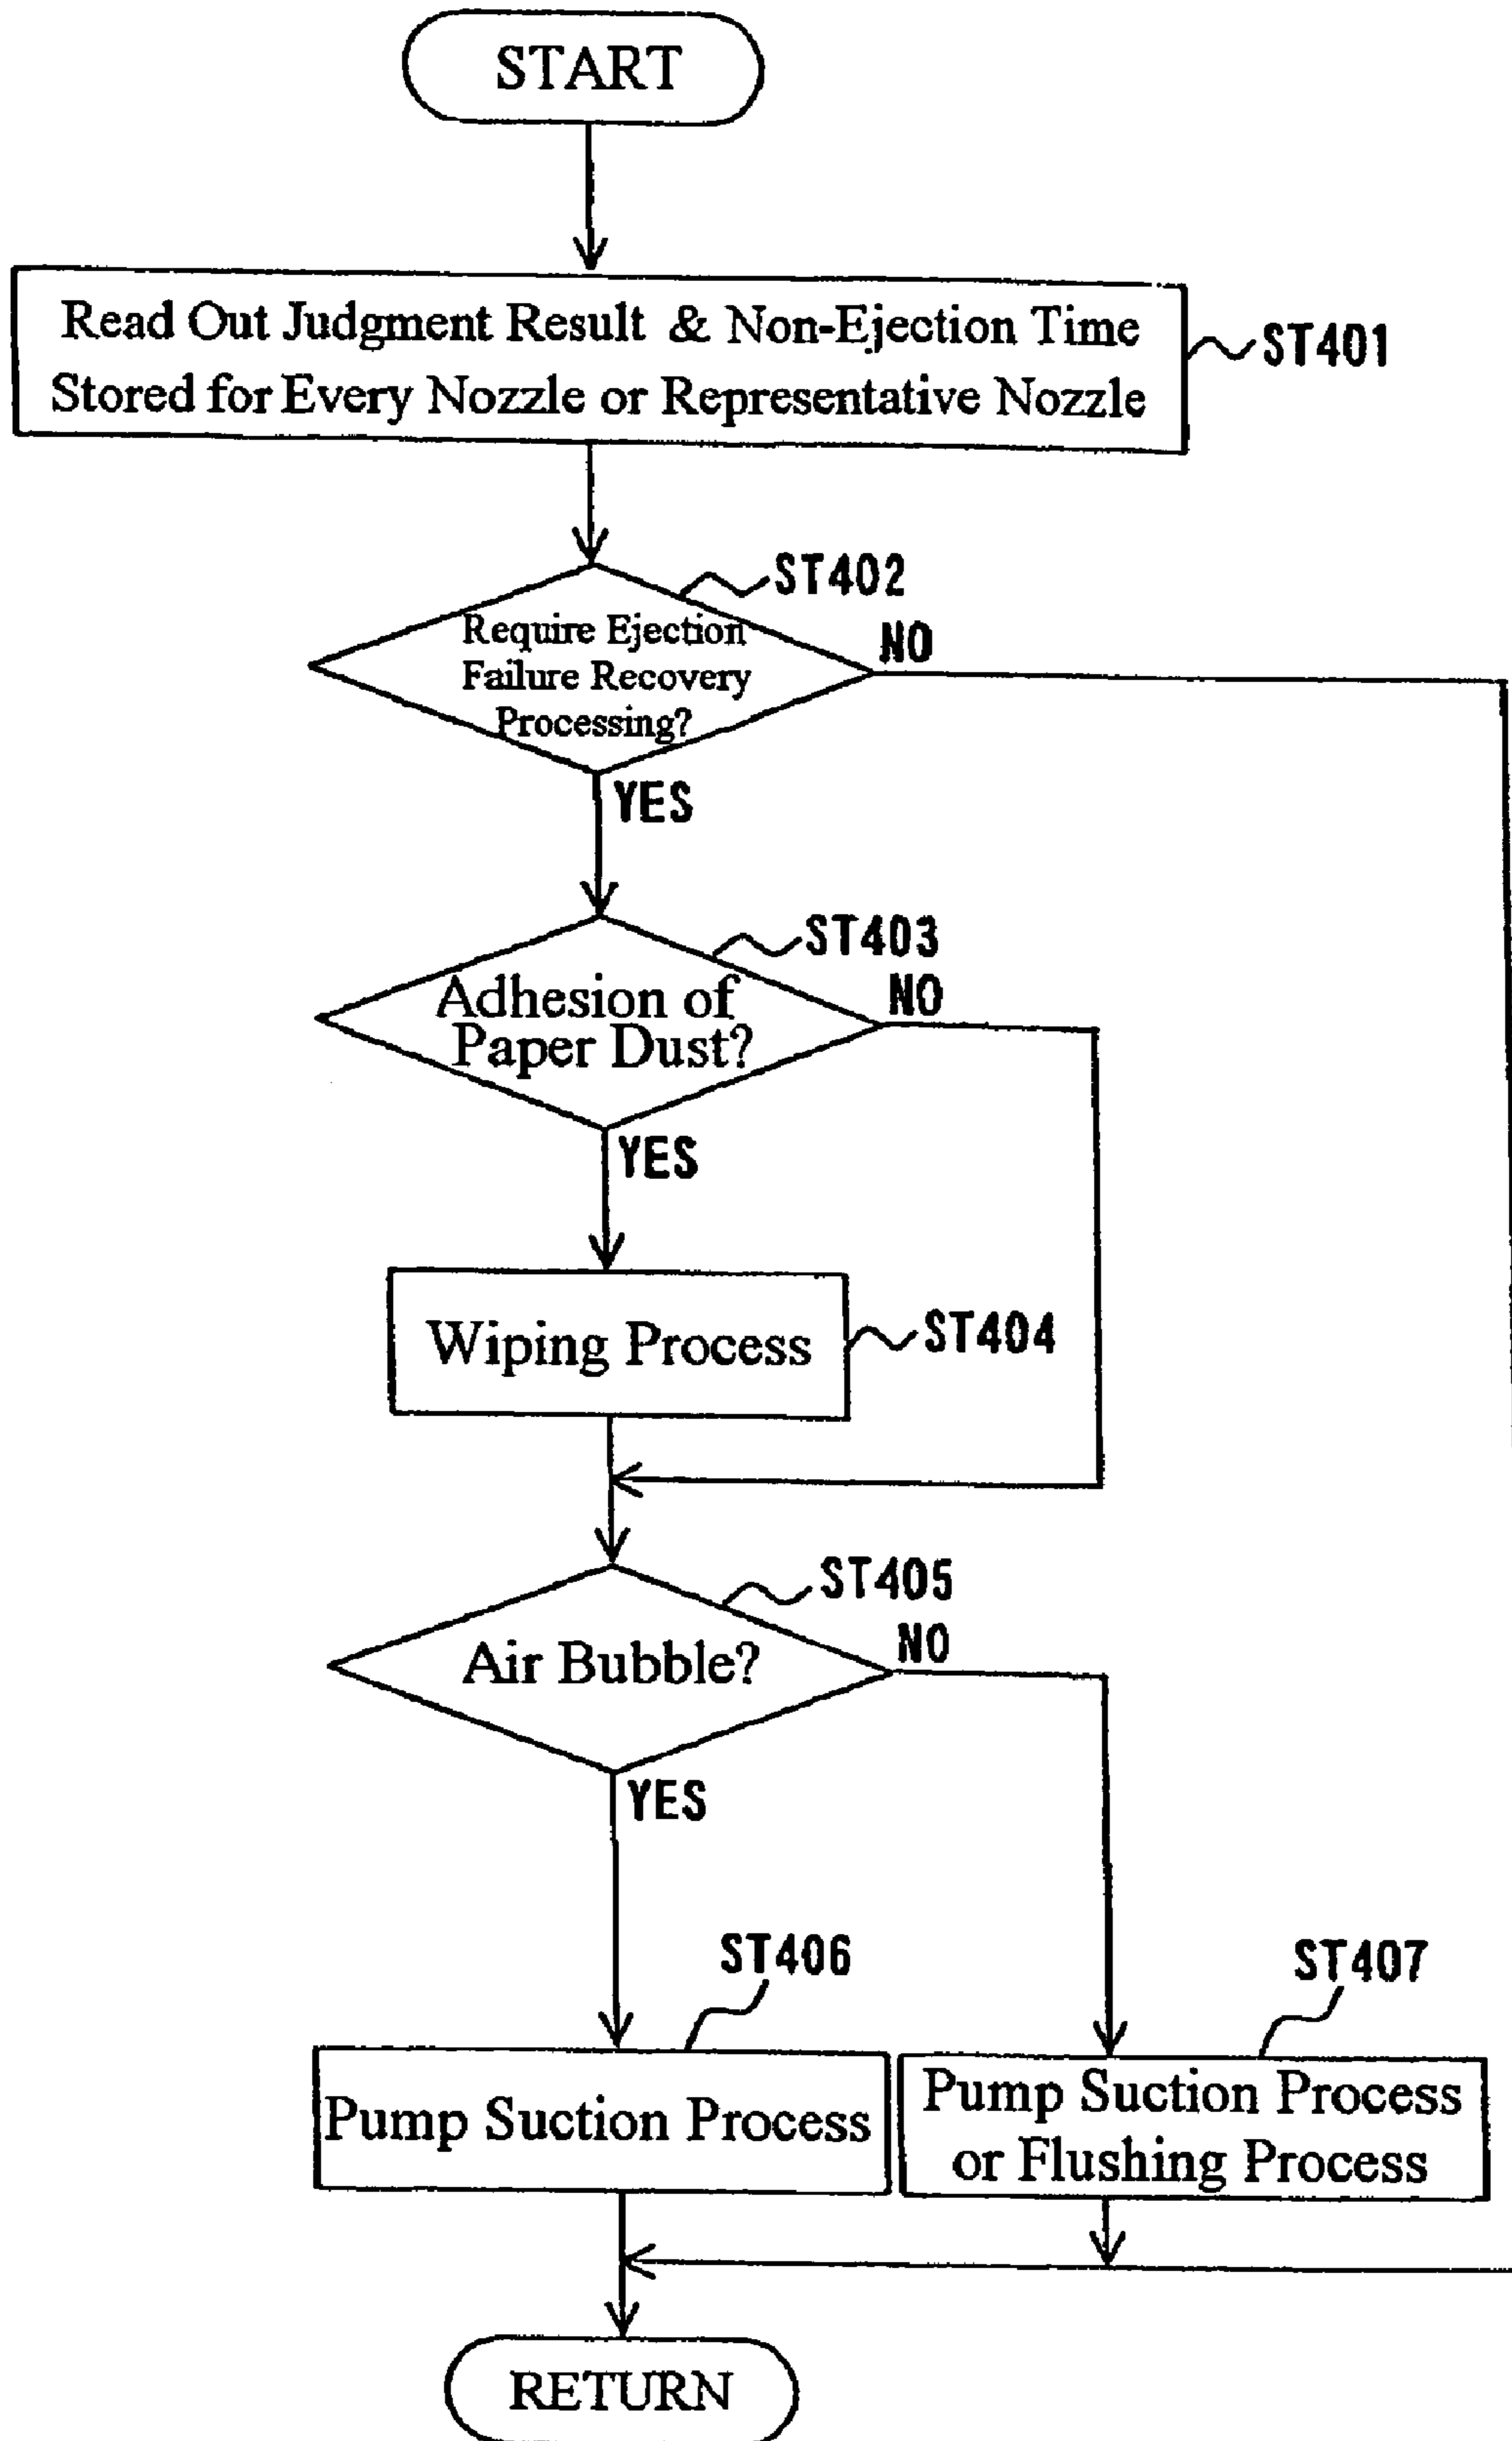 START
Read Out Judgment Result & Non-Ejection Time
Stored for Every Nozzle or Representative Nozzle
ST401
ST402
Require Ejection
Failure Recovery
Processing?
NO
YES
ST403
Adhesion of
Paper Dust?
NO
YES
Wiping Process
ST404
ST405
Air Bubble?
NO
YES
ST406
ST407
Pump Suction Process
Pump Suction Process
or Flushing Process
RETURN